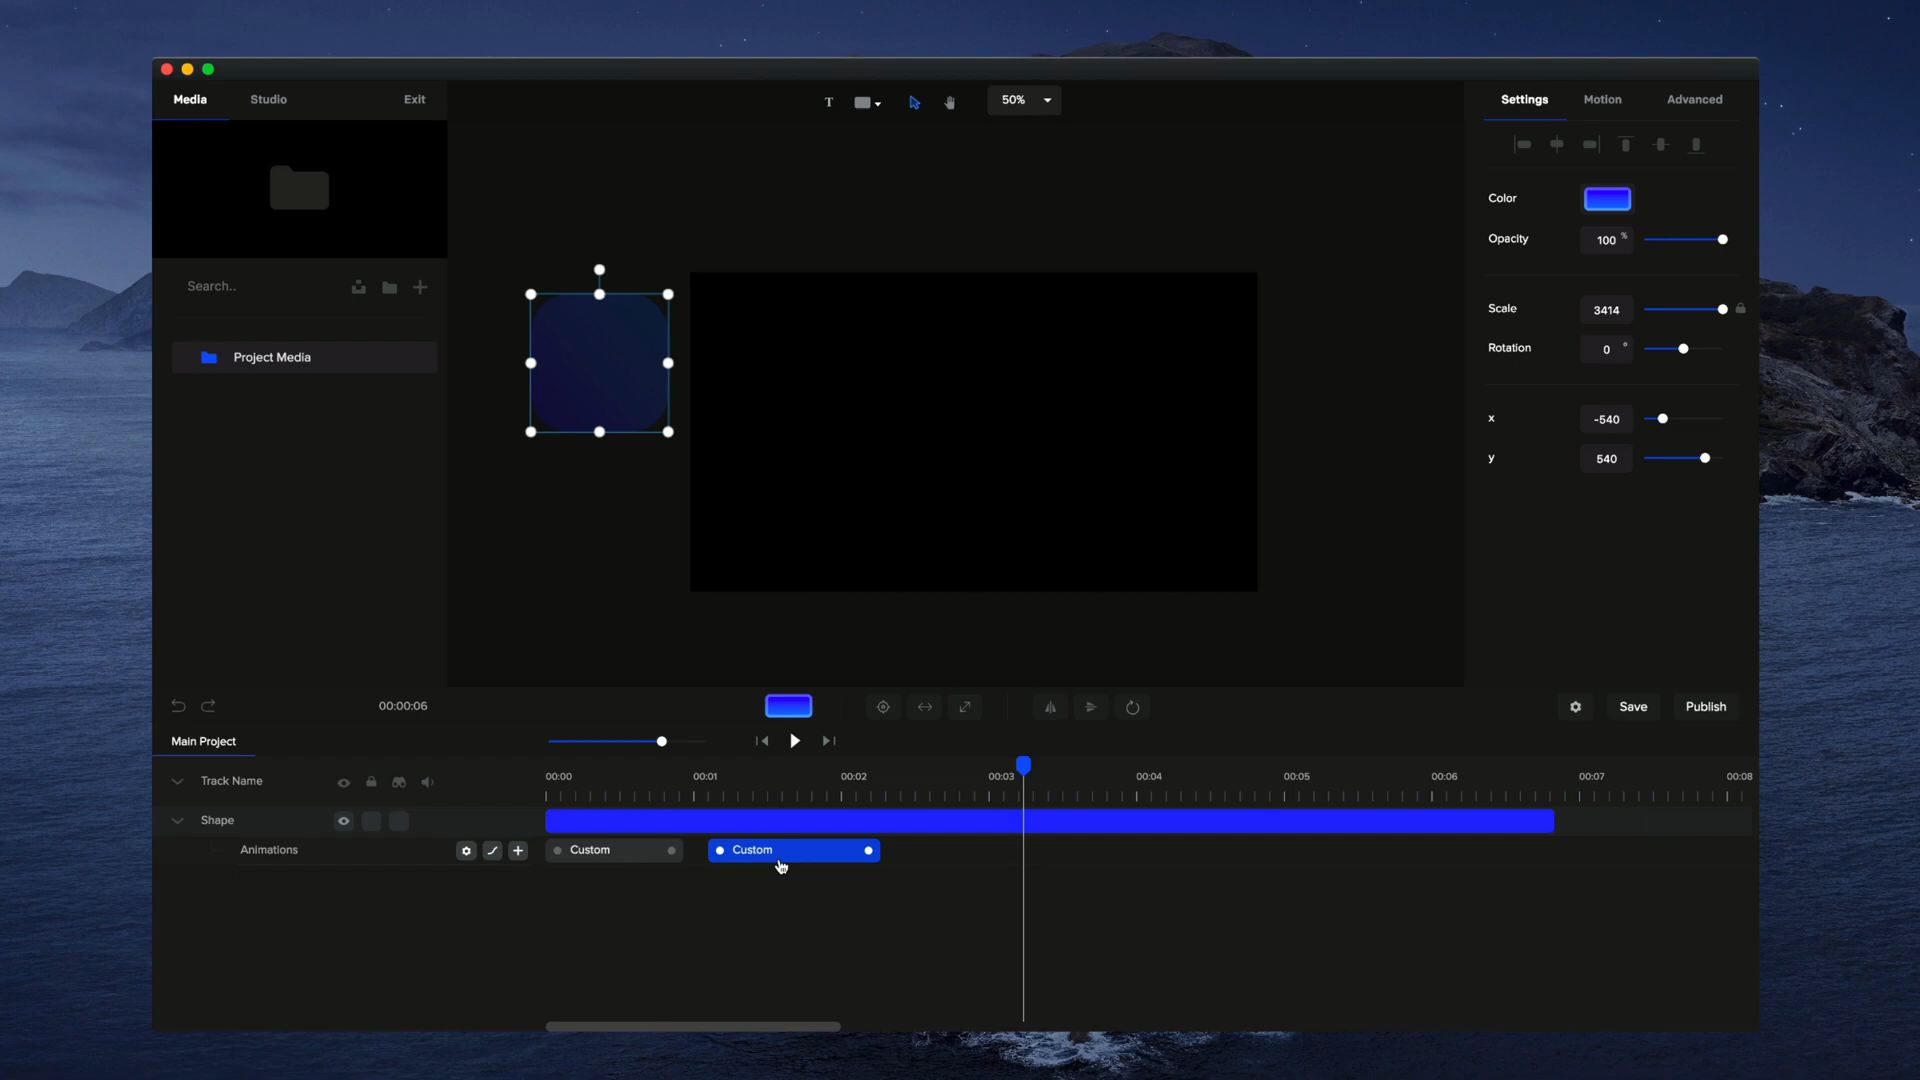 Media Studio Exit T 50% Settings Motion Advanced
Color
Opacity 100 %
Search..
Scale 3414
Rotation 0 °
Project Media
x -540
y 540
00:00:06 Save Publish
Main Project
Track Name 00:00 00:01 00:02 00:03 00:04 00:05 00:06 00:07 00:08
Shape
Animations Custom Custom